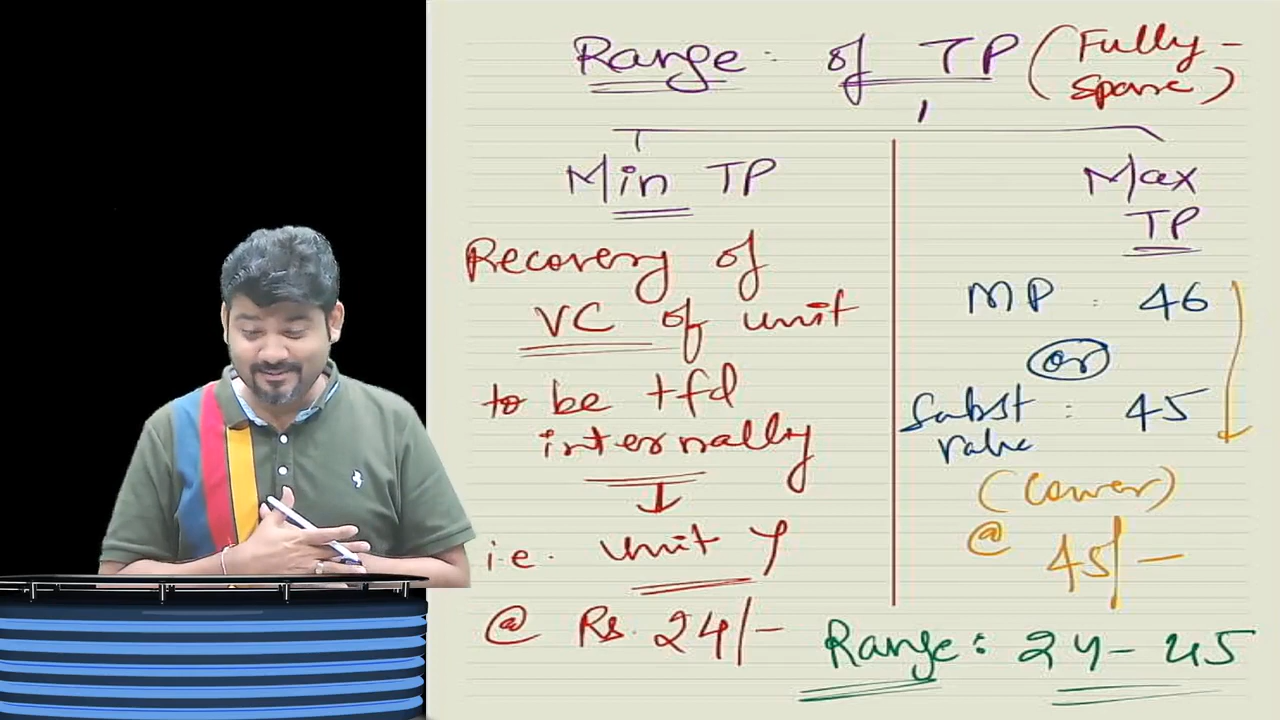 Range: of TP (Fully-
Spare)
Min TP
Recovery of
VC of unit
to be tfd
internally
i.e. unit Y
@ Rs. 24/-
Max
TP
MP : 46
or
Subst : 45
value
(Lower)
@ 45/-
Range: 24-45